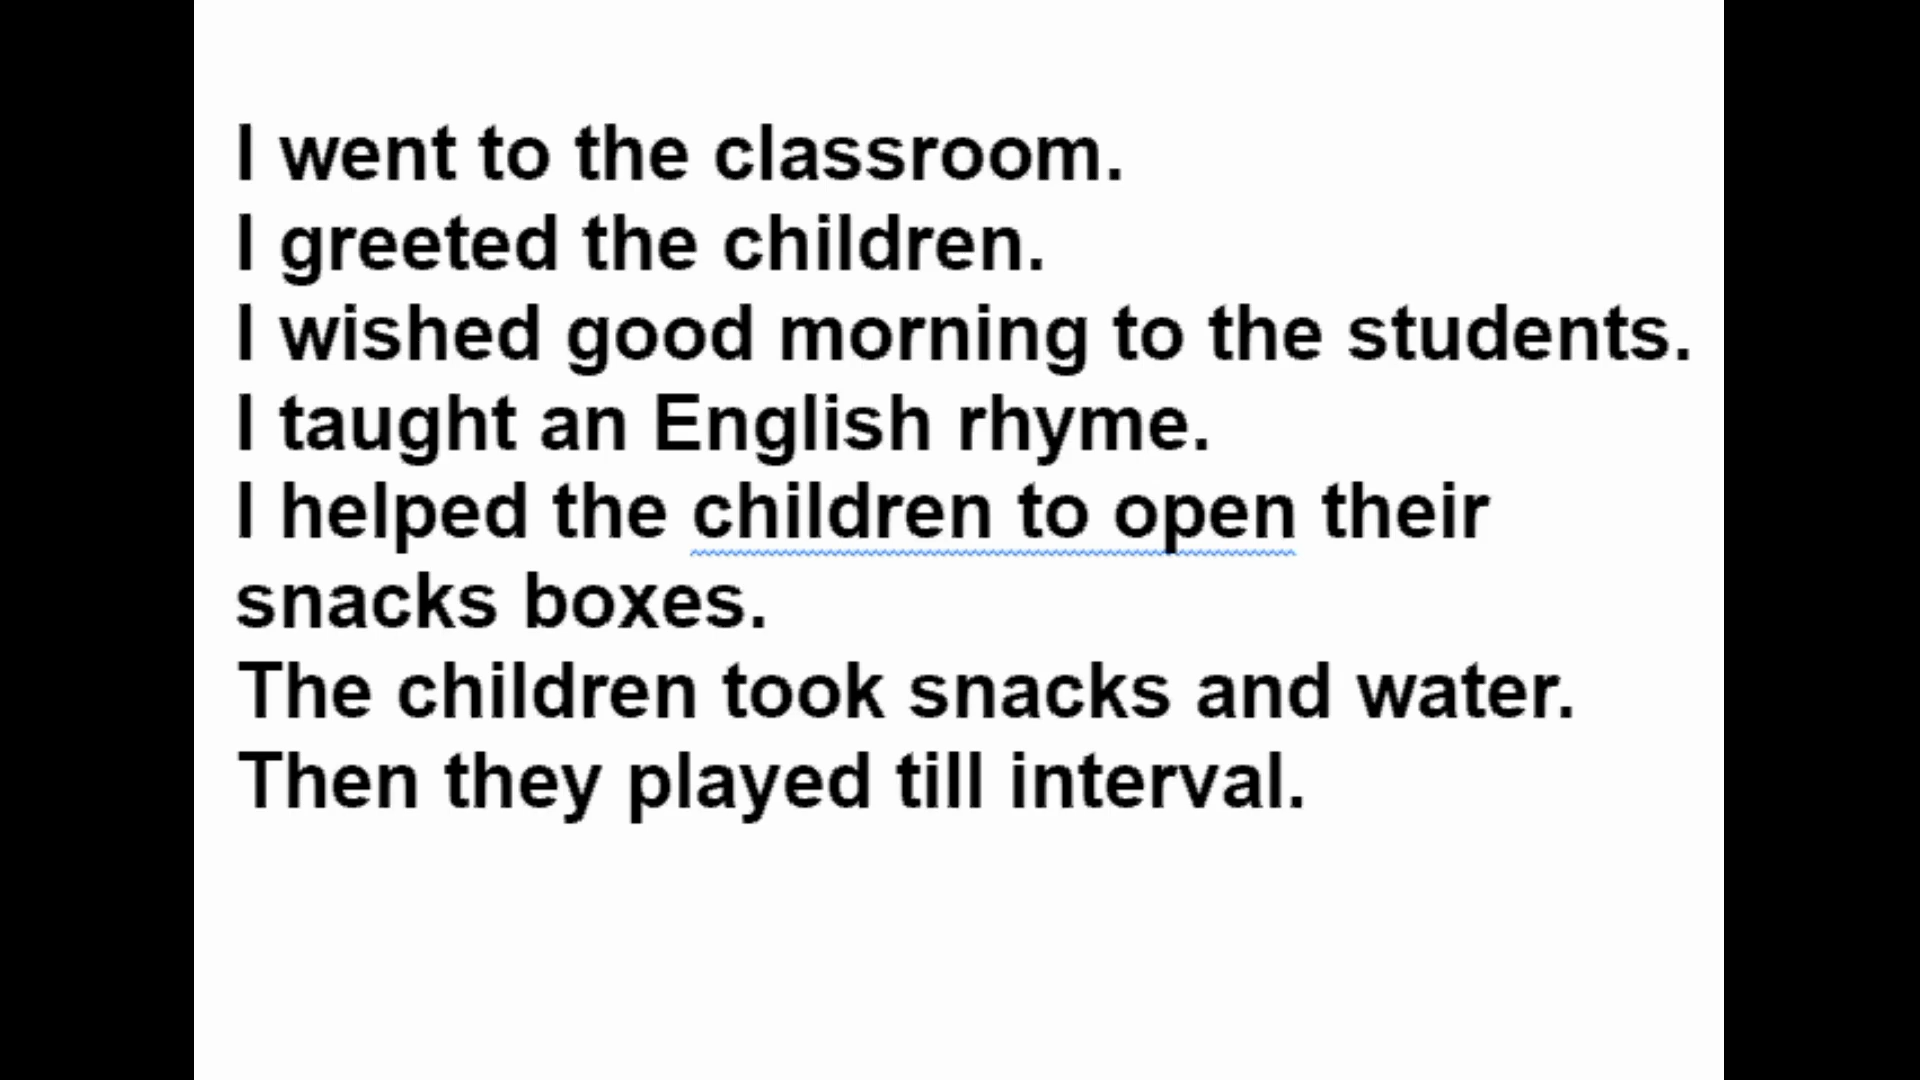 I went to the classroom.
I greeted the children.
I wished good morning to the students.
I taught an English rhyme.
I helped the children to open their
snacks boxes.
The children took snacks and water.
Then they played till interval.